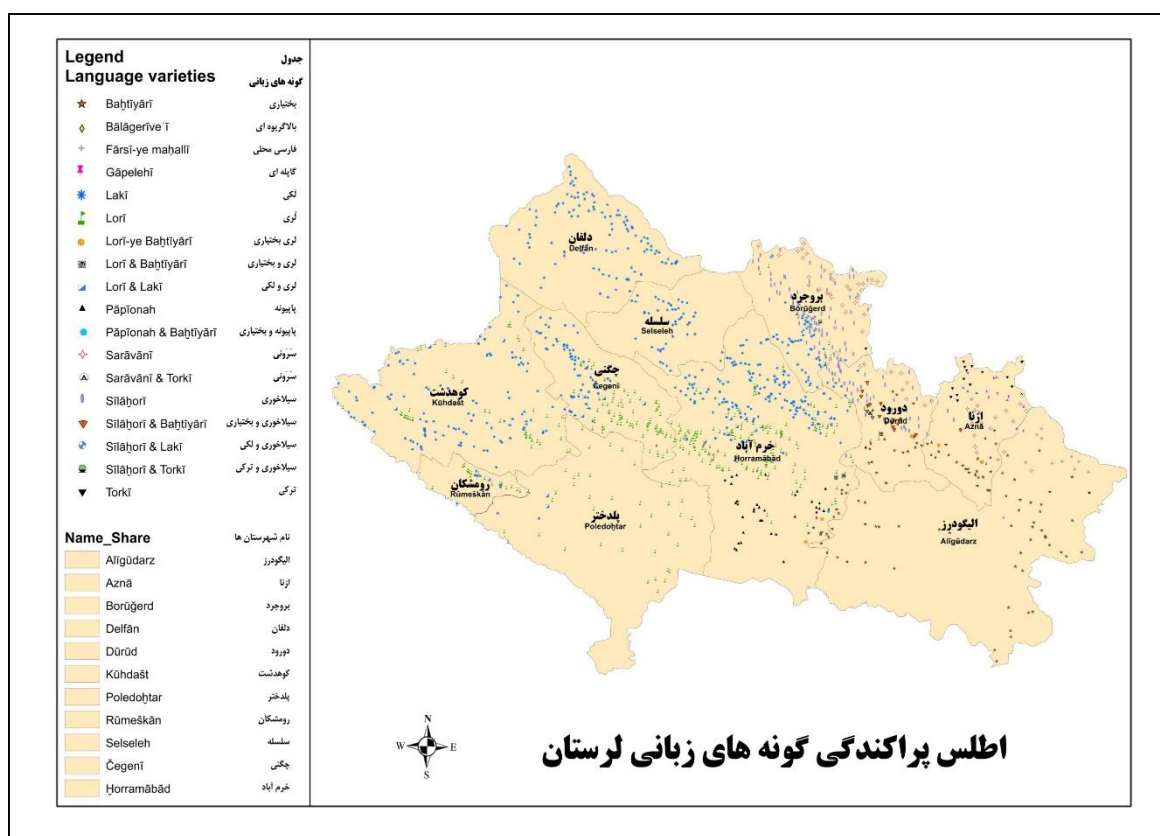 Legend جدول
Language varieties گونه های زبانی
Baḫtīyārī بختیاری
Bālāgerīve˘ī بالاگریوه ای
Fārsī-ye maḥallī فارسی محلی
Gāpelehī گاپله ای
Lakī لکی
Lorī لری
Lorī-ye Baḫtīyārī لری بختیاری
Lorī & Baḫtīyārī لری و بختیاری
Lorī & Lakī لری و لکی
Pāpīonah پاپیونه
Pāpīonah & Baḫtīyārī پاپیونه و بختیاری
Sarāvānī سرونی
Sarāvānī & Torkī سرونی
Sīlāḫorī سیلاخوری
Sīlāḫorī & Baḫtīyārī سیلاخوری و بختیاری
Sīlāḫorī & Lakī سیلاخوری و لکی
Sīlāḫorī & Torkī سیلاخوری و ترکی
Torkī ترکی
Name_Share نام شهرستان ها
Alīgūdarz الیگودرز
Aznā ازنا
Borūǧerd بروجرد
Delfān دلفان
Dūrūd دورود
Kūhdašt کوهدشت
Poledoḫtar پلدختر
Rūmeškān رومشکان
Selseleh سلسله
Čegenī چگنی
Ḫorramābād خرم آباد
دلفان
Delfān
بروجرد
Borūǧerd
سلسله
Selseleh
چگنی
Čegenī
کوهدشت
Kūhdašt
دورود
Dūrūd
ازنا
Aznā
خرم آباد
Ḫorramābād
رومشکان
Rūmeškān
پلدختر
Poledoḫtar
الیگودرز
Alīgūdarz
N
W E
S
اطلس پراکندگی گونه های زبانی لرستان